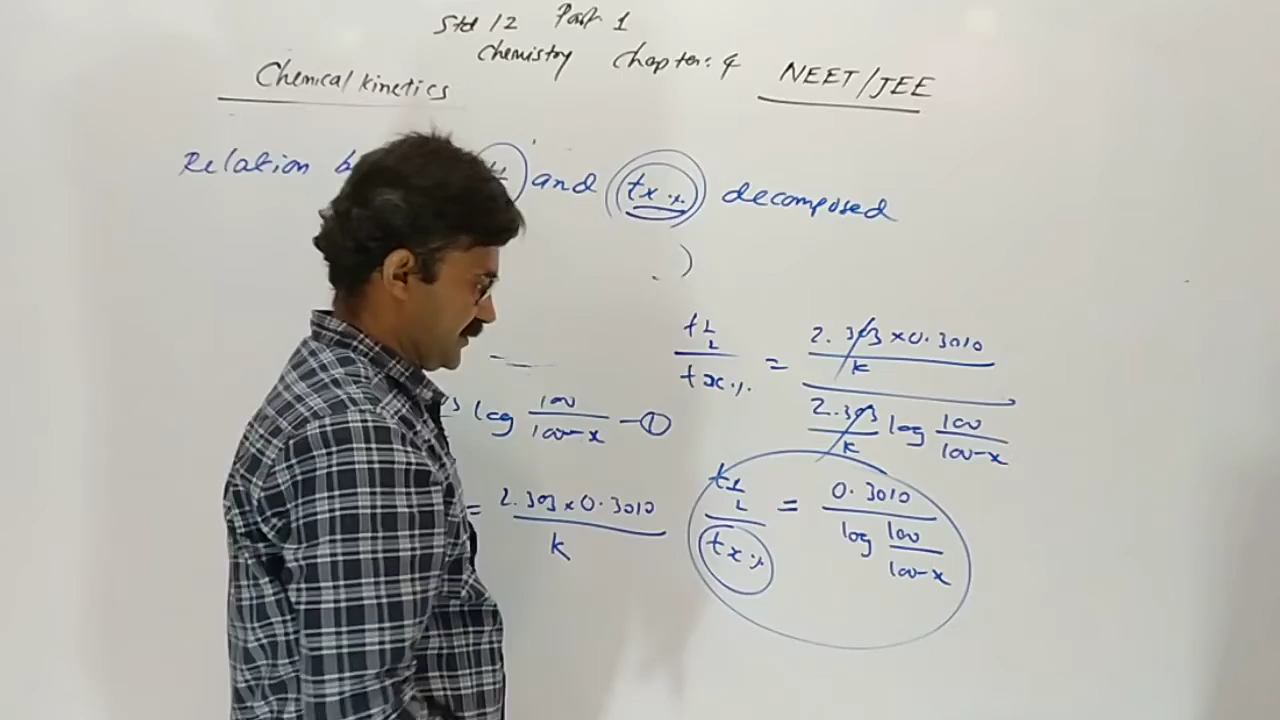 Std 12 Part 1
Chemistry Chapter: 4
NEET/JEE
Chemical kinetics
Relation and tx% decomposed
)
log 100/100-x —①
= 2.303×0.3010/k
t½/tx% = 2.303×0.3010/k / 2.303/k log 100/100-x
t½/tx% = 0.3010/log 100/100-x